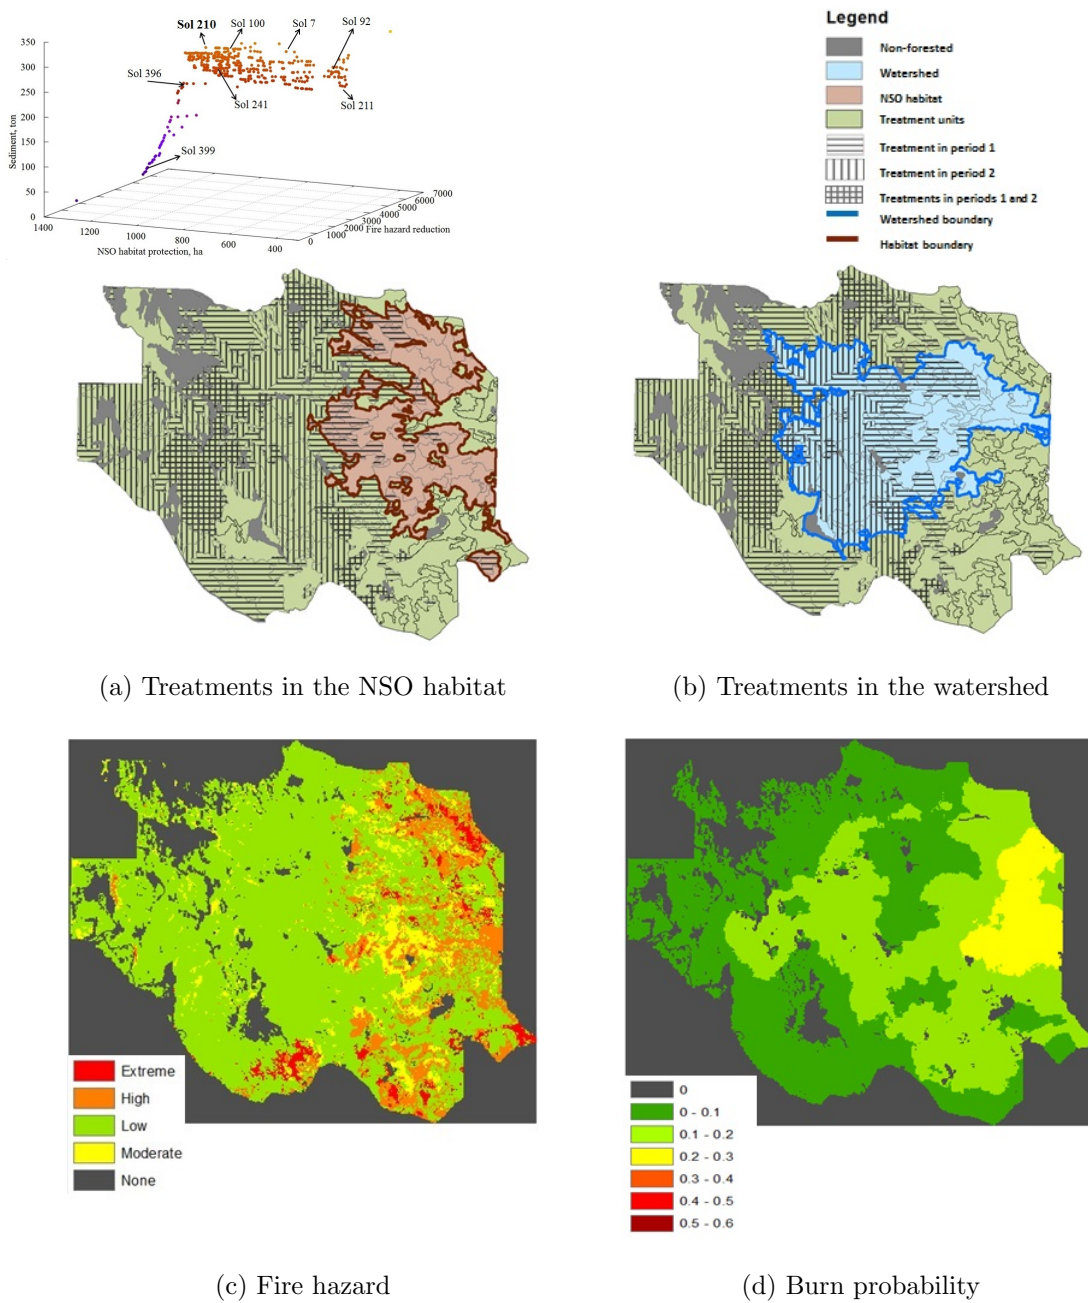 Sol 210
Sol 100
Sol 7
Sol 92
Sol 396
Sol 241
Sol 211
Sol 399
Sediment, ton
350
300
250
200
150
100
50
0
1400
1200
1000
800
600
400
NSO habitat protection, ha
0
1000
2000
3000
4000
5000
6000
7000
Fire hazard reduction
Legend
Non-forested
Watershed
NSO habitat
Treatment units
Treatment in period 1
Treatment in period 2
Treatments in periods 1 and 2
Watershed boundary
Habitat boundary
(a) Treatments in the NSO habitat
(b) Treatments in the watershed
Extreme
High
Low
Moderate
None
0
0 - 0.1
0.1 - 0.2
0.2 - 0.3
0.3 - 0.4
0.4 - 0.5
0.5 - 0.6
(c) Fire hazard
(d) Burn probability